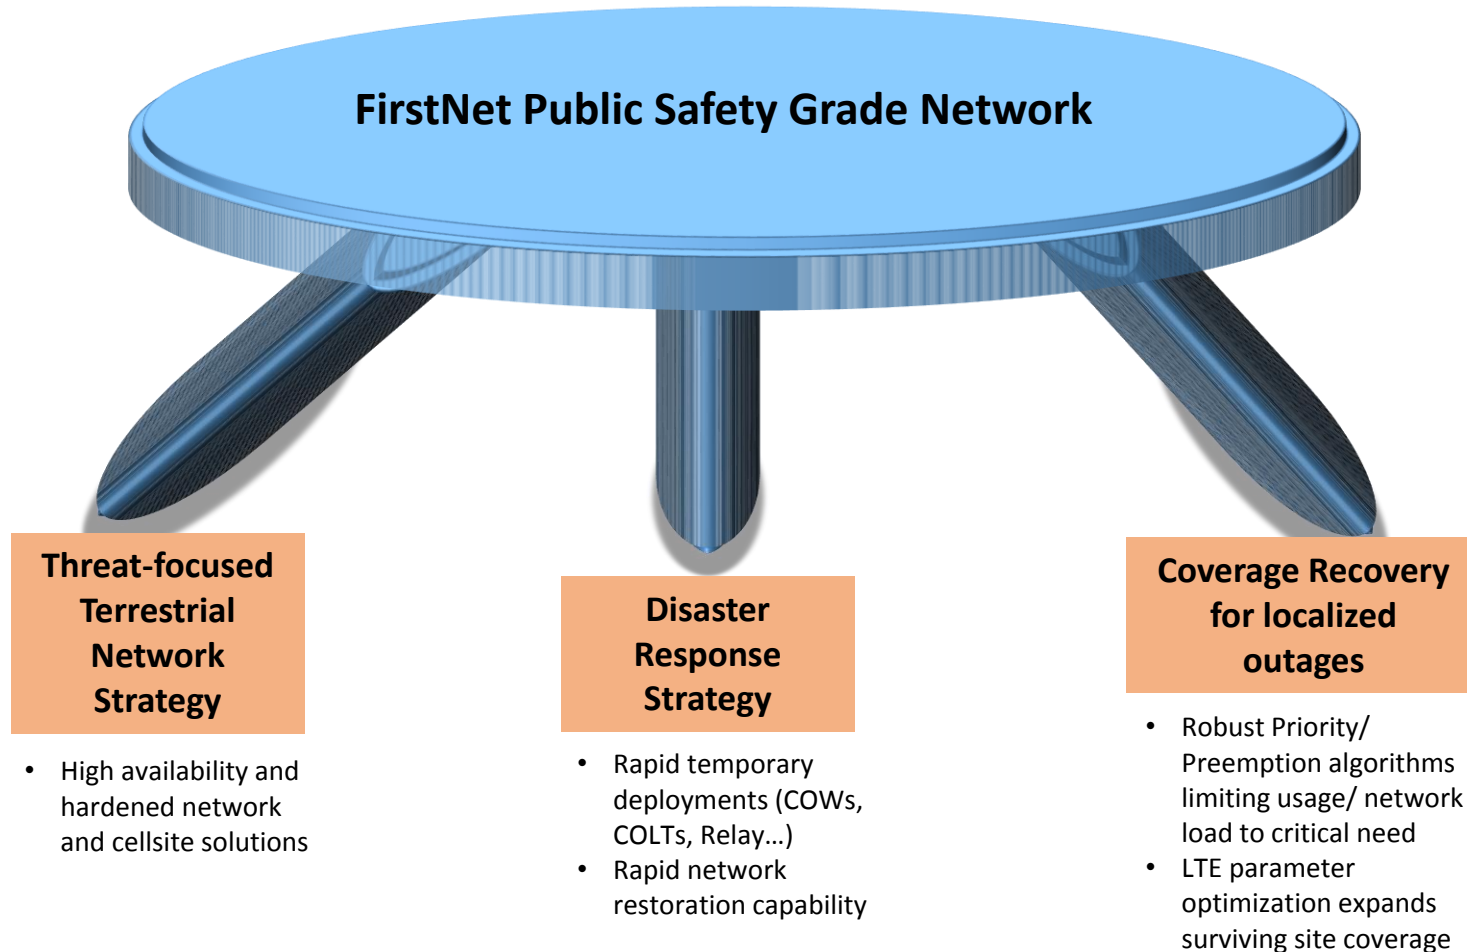 FirstNet Public Safety Grade Network
Threat-focused
Terrestrial
Network
Strategy
• High availability and
hardened network
and cellsite solutions
Disaster
Response
Strategy
• Rapid temporary
deployments (COWs,
COLTs, Relay…)
• Rapid network
restoration capability
Coverage Recovery
for localized
outages
• Robust Priority/
Preemption algorithms
limiting usage/ network
load to critical need
• LTE parameter
optimization expands
surviving site coverage